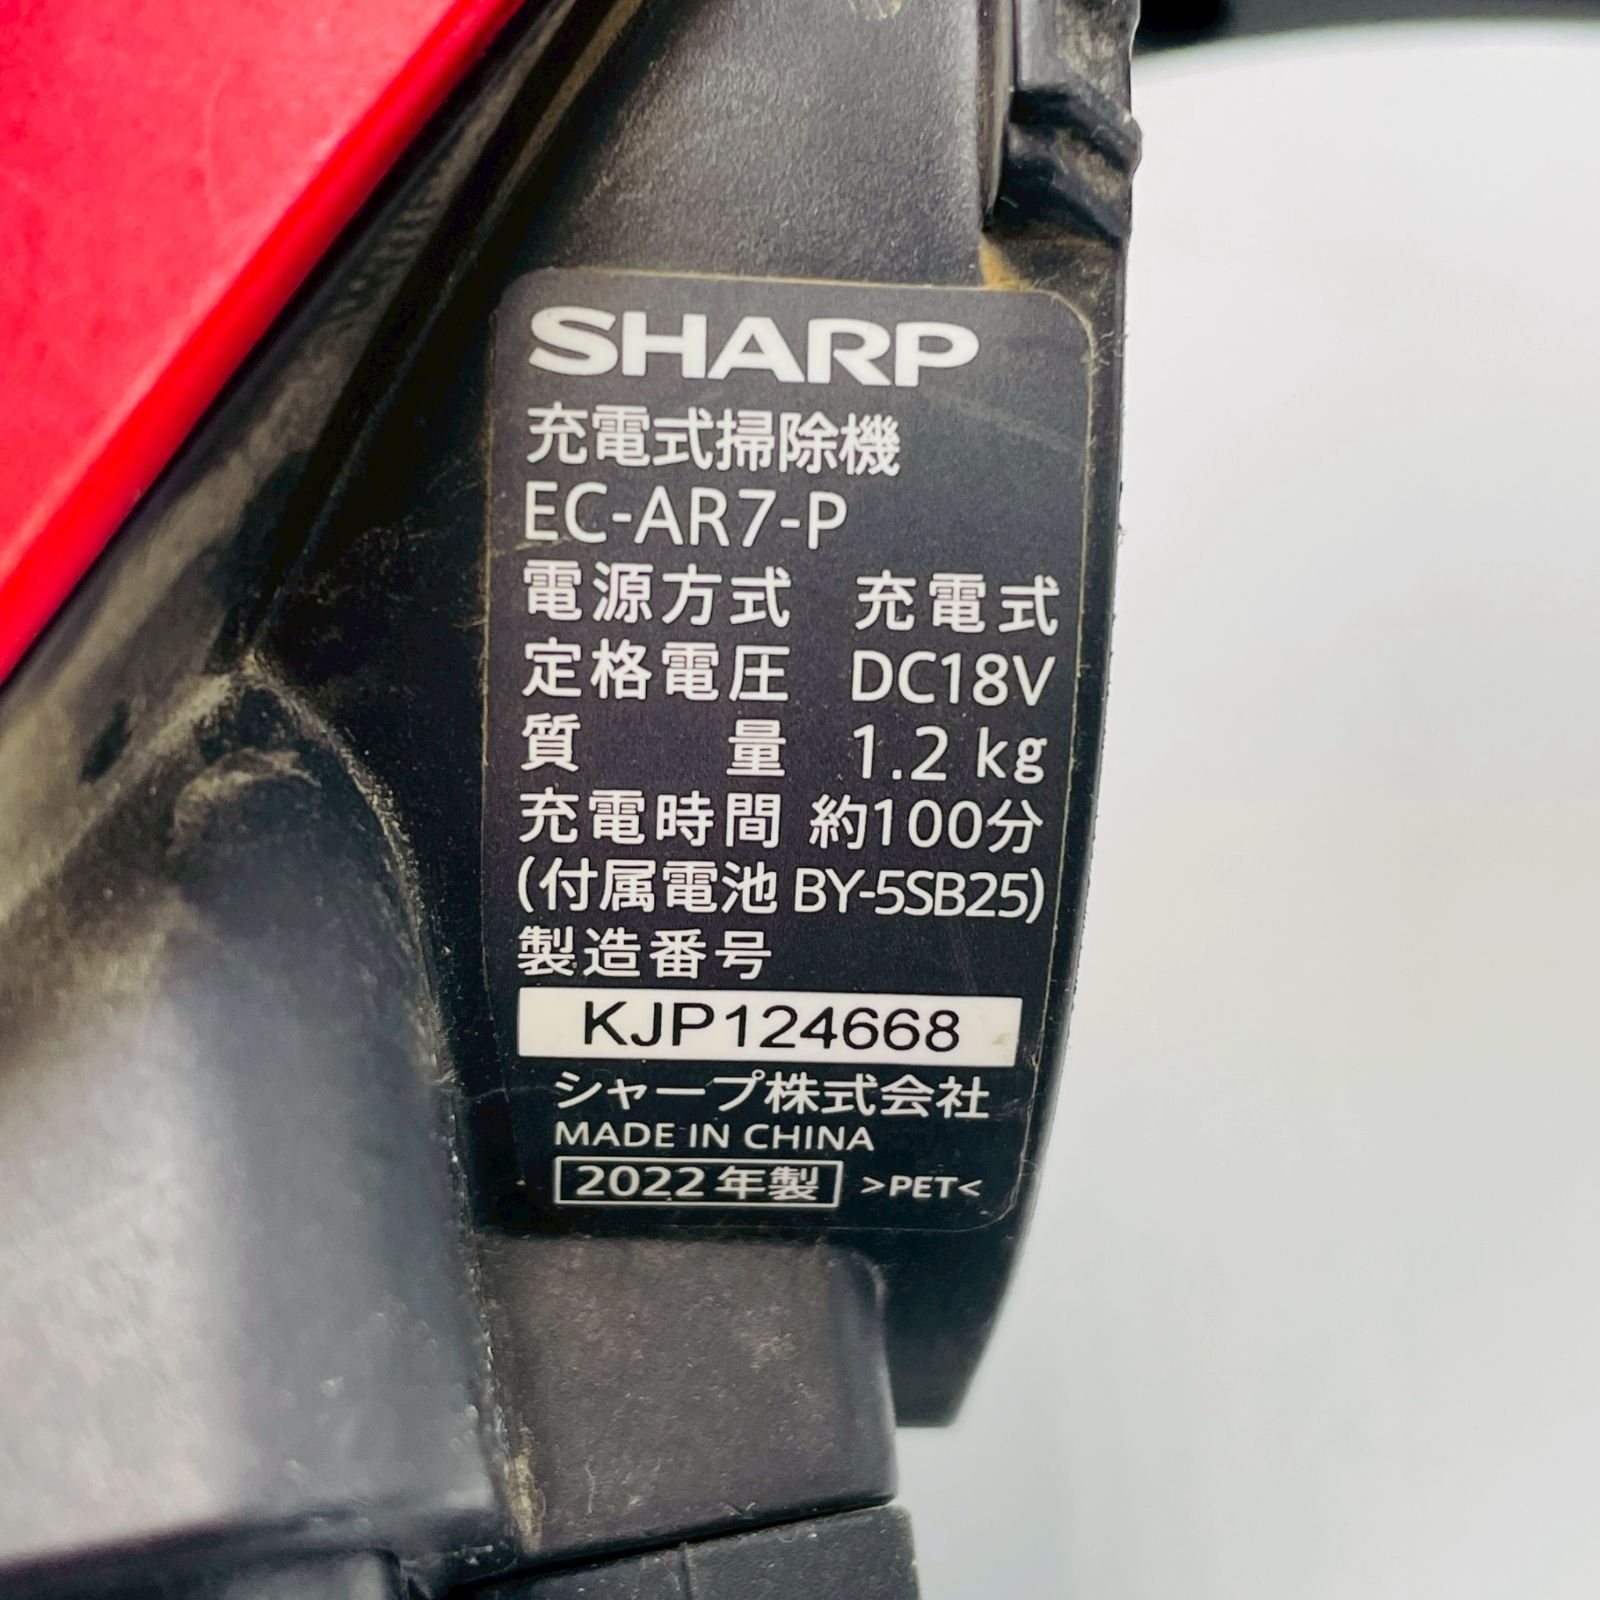 SHARP
充電式掃除機
EC-AR7-P
電源方式 充電式
定格電圧 DC18V
質量 1.2 kg
充電時間 約100分
(付属電池 BY-5SB25)
製造番号
KJP124668
シャープ株式会社
MADE IN CHINA
2022年製 >PET<